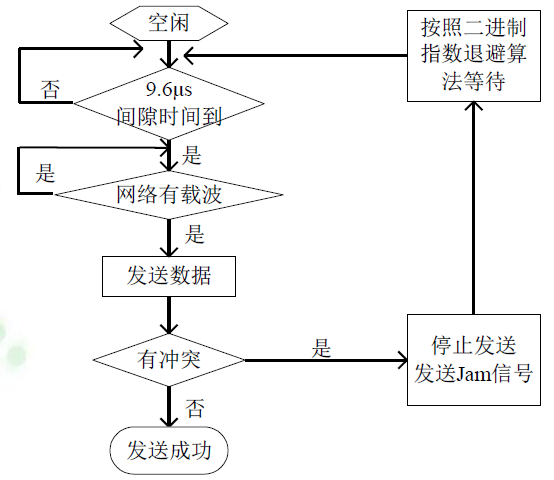 空闲
按照二进制
指数退避算
法等待
否
9.6μs
间隙时间到
是
是
网络有载波
是
发送数据
有冲突
是
停止发送
发送Jam信号
否
发送成功